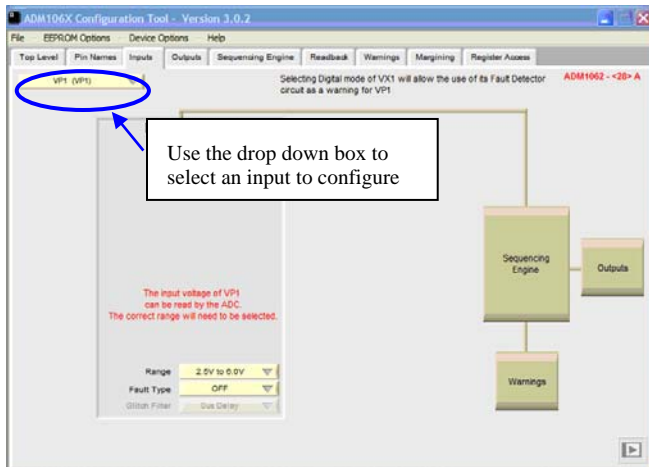 ADM106X Configuration Tool - Version 3.0.2
File EEPROM Options Device Options Help
Top Level Pin Names Inputs Outputs Sequencing Engine Readback Warnings Margining Register Access
VP1 (VP1)
Selecting Digital mode of VX1 will allow the use of its Fault Detector
circuit as a warning for VP1
ADM1062 - <28> A
Use the drop down box to
select an input to configure
The input voltage of VP1
can be read by the ADC.
The correct range will need to be selected.
Sequencing
Engine
Outputs
Warnings
Range 2.5V to 6.0V
Fault Type OFF
Glitch Filter 0us Delay